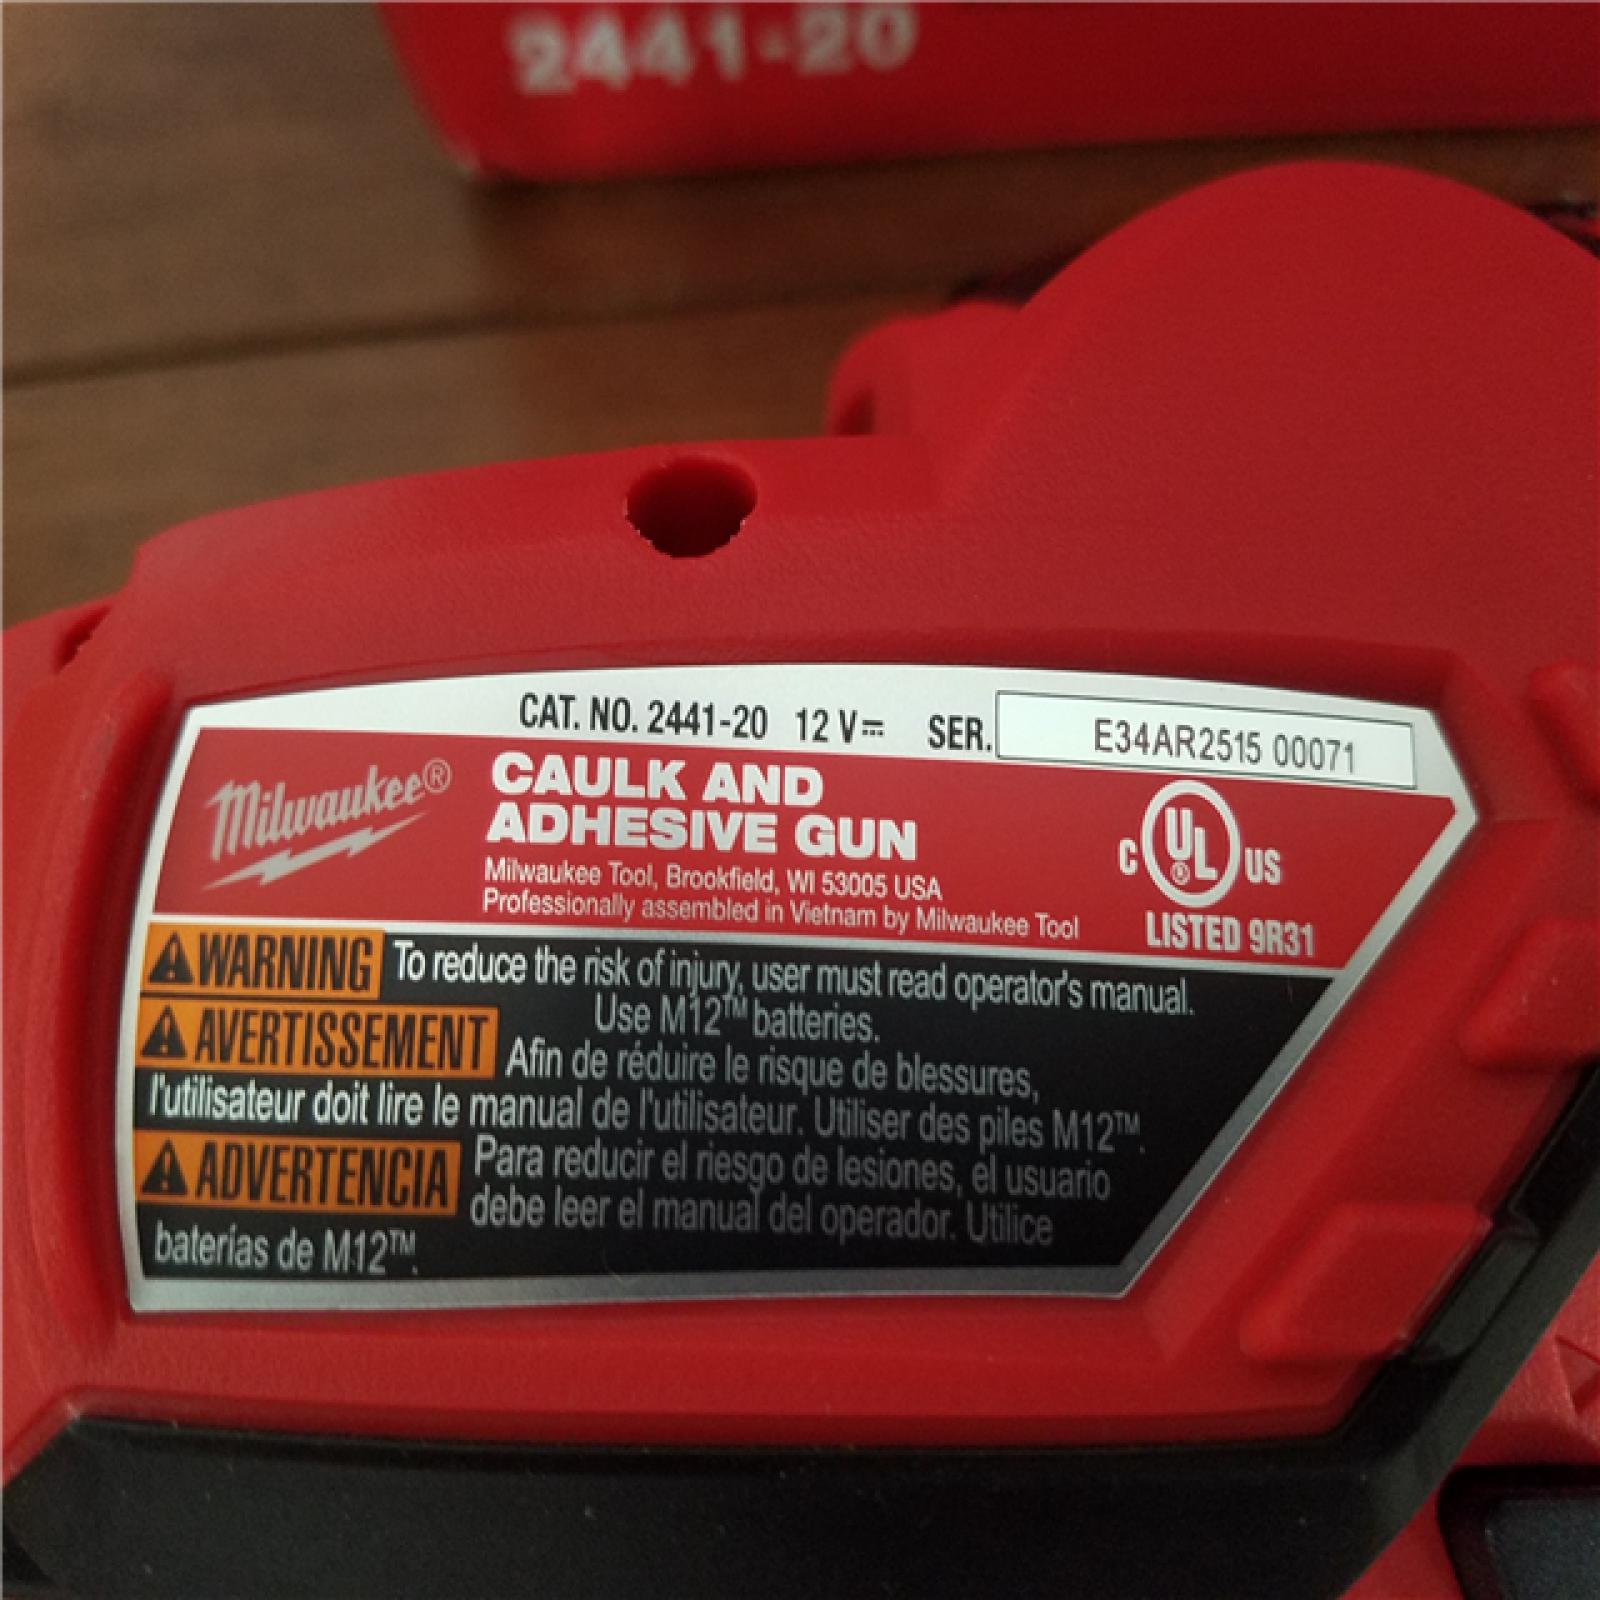 2441-20
CAT. NO. 2441-20 12 V⎓ SER. E34AR2515 00071
Milwaukee®
CAULK AND
ADHESIVE GUN
Milwaukee Tool, Brookfield, WI 53005 USA
Professionally assembled in Vietnam by Milwaukee Tool
C UL® US
LISTED 9R31
⚠WARNING To reduce the risk of injury, user must read operator's manual.
Use M12™ batteries.
⚠AVERTISSEMENT Afin de réduire le risque de blessures,
l'utilisateur doit lire le manual de l'utilisateur. Utiliser des piles M12™.
⚠ADVERTENCIA Para reducir el riesgo de lesiones, el usuario
debe leer el manual del operador. Utilice
baterías de M12™.